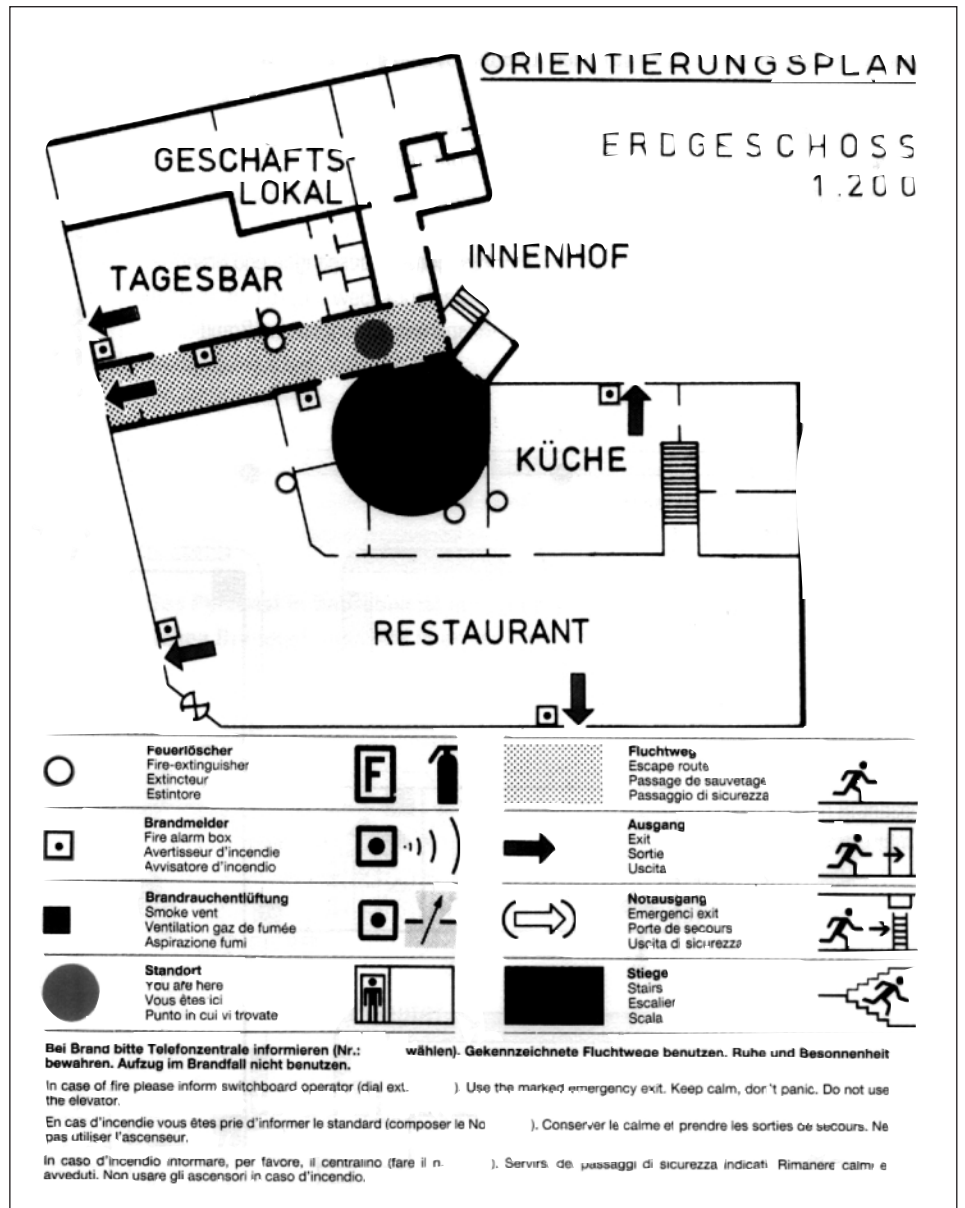 ORIENTIERUNGSPLAN
ERDGESCHOSS
1.200
GESCHÄFTS-
LOKAL
INNENHOF
TAGESBAR
KÜCHE
RESTAURANT
Feuerlöscher
Fire-extinguisher
Extincteur
Estintore
F
Brandmelder
Fire alarm box
Avertisseur d'incendie
Avvisatore d'incendio
Brandrauchentlüftung
Smoke vent
Ventilation gaz de fumée
Aspirazione fumi
Standort
You are here
Vous êtes ici
Punto in cui vi trovate
Fluchtweg
Escape route
Passage de sauvetage
Passaggio di sicurezza
Ausgang
Exit
Sortie
Uscita
Notausgang
Emergenci exit
Porte de secours
Uscita di sicurezza
Stiege
Stairs
Escalier
Scala
Bei Brand bitte Telefonzentrale informieren (Nr.: wählen). Gekennzeichnete Fluchtwege benutzen. Ruhe und Besonnenheit
bewahren. Aufzug im Brandfall nicht benutzen.
In case of fire please inform switchboard operator (dial ext. ). Use the marked emergency exit. Keep calm, don't panic. Do not use
the elevator.
En cas d'incendie vous êtes prie d'informer le standard (composer le No ). Conserver le calme et prendre les sorties de secours. Ne
pas utiliser l'ascenseur.
In caso d'incendio informare, per favore, il centralino (fare il n. ). Servirsi dei passaggi di sicurezza indicati Rimanere calmi e
avveduti. Non usare gli ascensori in caso d'incendio.